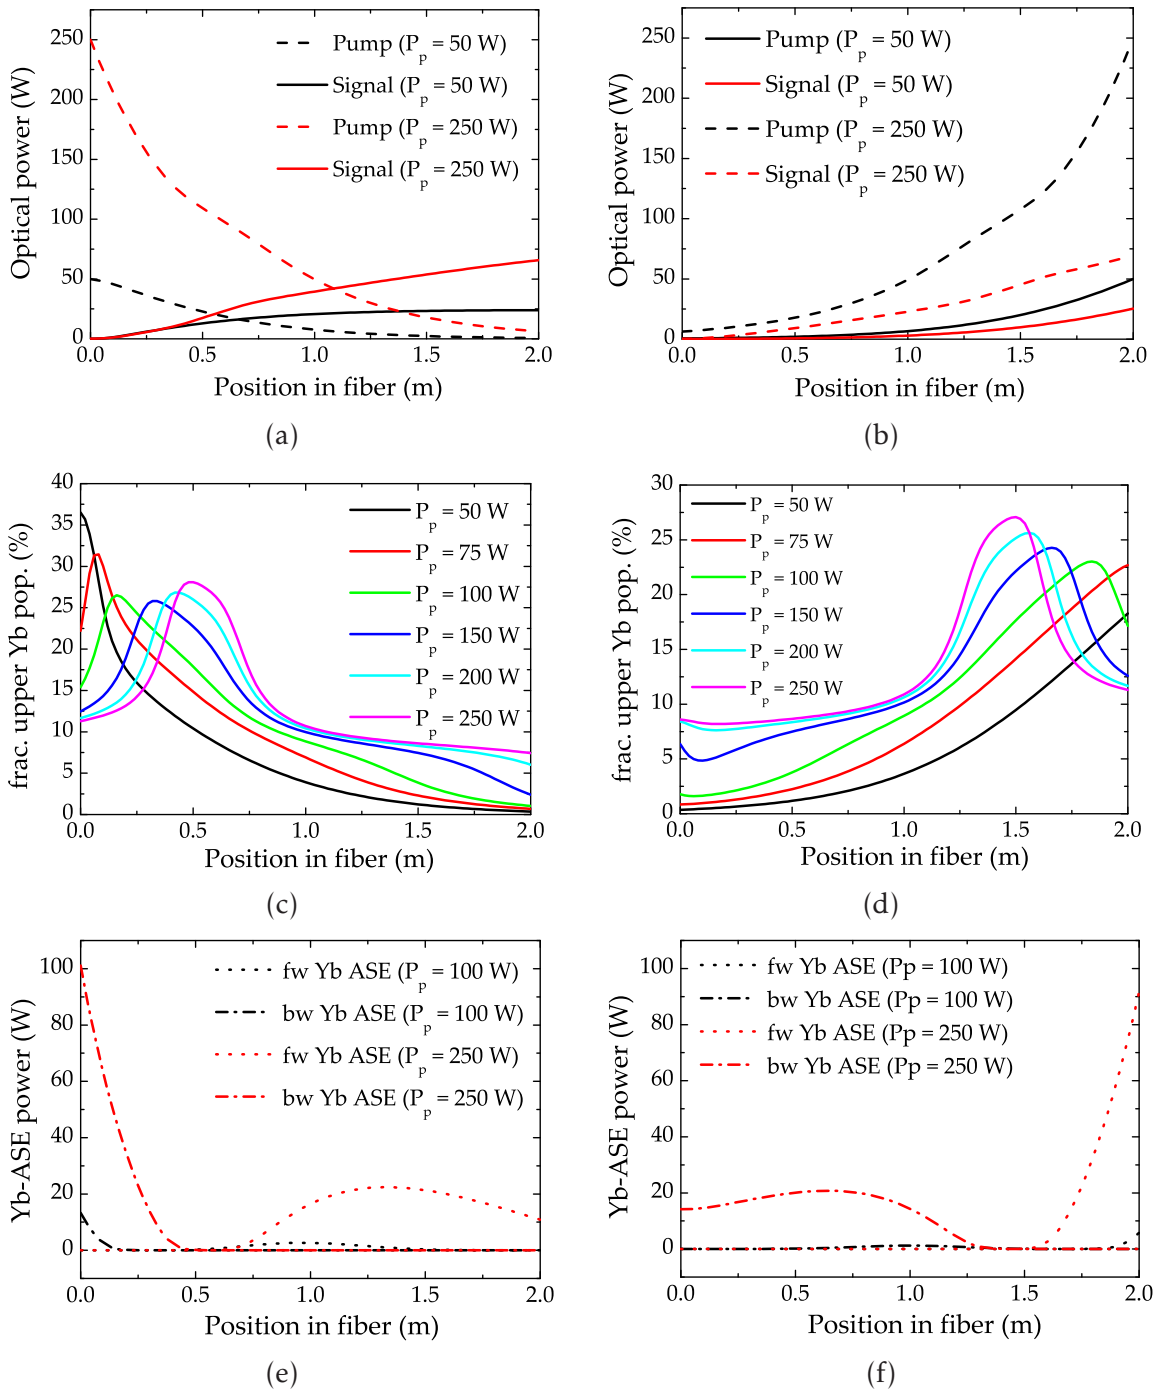 Optical power (W)
250
200
150
100
50
0
Pump (Pp = 50 W)
Signal (Pp = 50 W)
Pump (Pp = 250 W)
Signal (Pp = 250 W)
0.0 0.5 1.0 1.5 2.0
Position in fiber (m)
(a)
Optical power (W)
250
200
150
100
50
0
Pump (Pp = 50 W)
Signal (Pp = 50 W)
Pump (Pp = 250 W)
Signal (Pp = 250 W)
0.0 0.5 1.0 1.5 2.0
Position in fiber (m)
(b)
frac. upper Yb pop. (%)
40
35
30
25
20
15
10
5
0
Pp = 50 W
Pp = 75 W
Pp = 100 W
Pp = 150 W
Pp = 200 W
Pp = 250 W
0.0 0.5 1.0 1.5 2.0
Position in fiber (m)
(c)
frac. upper Yb pop. (%)
30
25
20
15
10
5
0
Pp = 50 W
Pp = 75 W
Pp = 100 W
Pp = 150 W
Pp = 200 W
Pp = 250 W
0.0 0.5 1.0 1.5 2.0
Position in fiber (m)
(d)
Yb-ASE power (W)
100
80
60
40
20
0
fw Yb ASE (Pp = 100 W)
bw Yb ASE (Pp = 100 W)
fw Yb ASE (Pp = 250 W)
bw Yb ASE (Pp = 250 W)
0.0 0.5 1.0 1.5 2.0
Position in fiber (m)
(e)
Yb-ASE power (W)
100
80
60
40
20
0
fw Yb ASE (Pp = 100 W)
bw Yb ASE (Pp = 100 W)
fw Yb ASE (Pp = 250 W)
bw Yb ASE (Pp = 250 W)
0.0 0.5 1.0 1.5 2.0
Position in fiber (m)
(f)